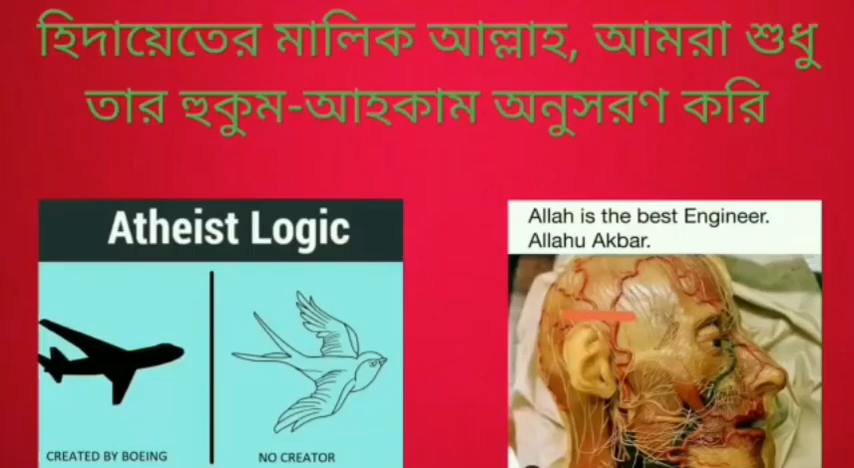 হিদায়েতের মালিক আল্লাহ, আমরা শুধু
তার হুকুম-আহকাম অনুসরণ করি
Atheist Logic
CREATED BY BOEING
NO CREATOR
Allah is the best Engineer.
Allahu Akbar.